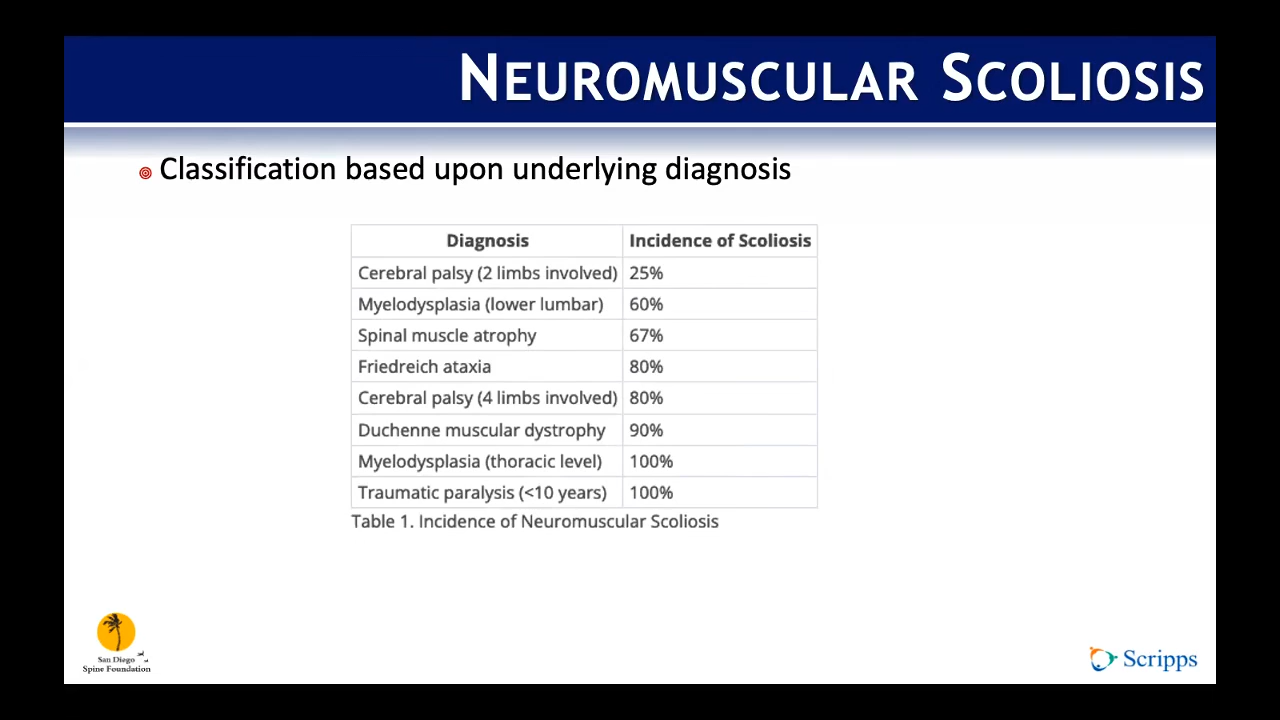 NEUROMUSCULAR SCOLIOSIS
Classification based upon underlying diagnosis
Diagnosis Incidence of Scoliosis
Cerebral palsy (2 limbs involved) 25%
Myelodysplasia (lower lumbar) 60%
Spinal muscle atrophy 67%
Friedreich ataxia 80%
Cerebral palsy (4 limbs involved) 80%
Duchenne muscular dystrophy 90%
Myelodysplasia (thoracic level) 100%
Traumatic paralysis (<10 years) 100%
Table 1. Incidence of Neuromuscular Scoliosis
San Diego
Spine Foundation
Scripps